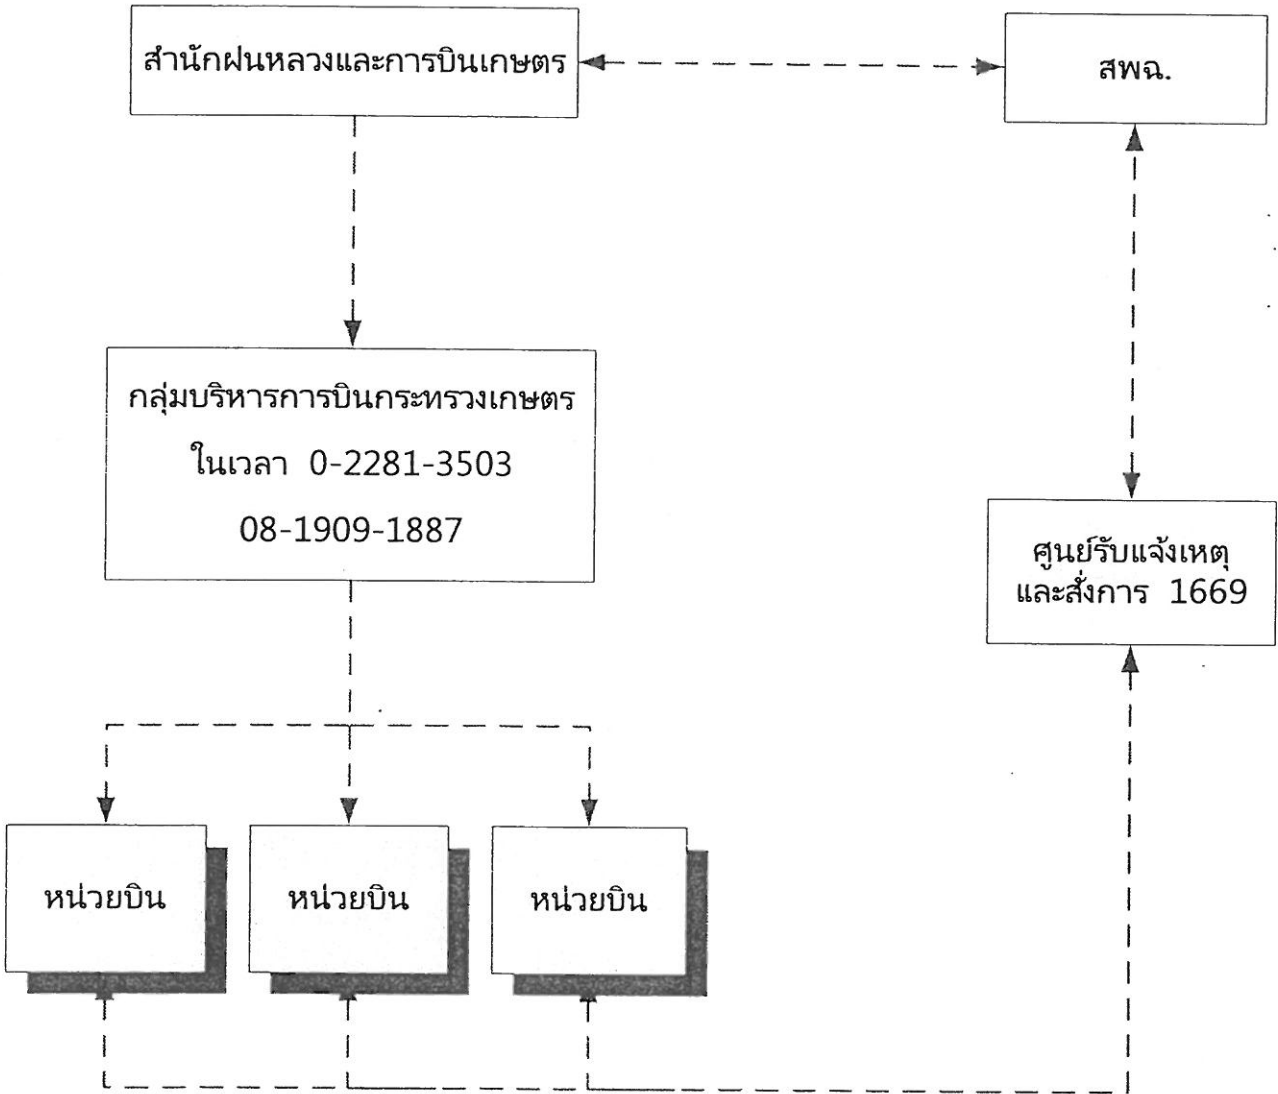 สำนักฝนหลวงและการบินเกษตร
สพฉ.
กลุ่มบริหารการบินกระทรวงเกษตร
ในเวลา 0-2281-3503
08-1909-1887
ศูนย์รับแจ้งเหตุ
และสั่งการ 1669
หน่วยบิน
หน่วยบิน
หน่วยบิน